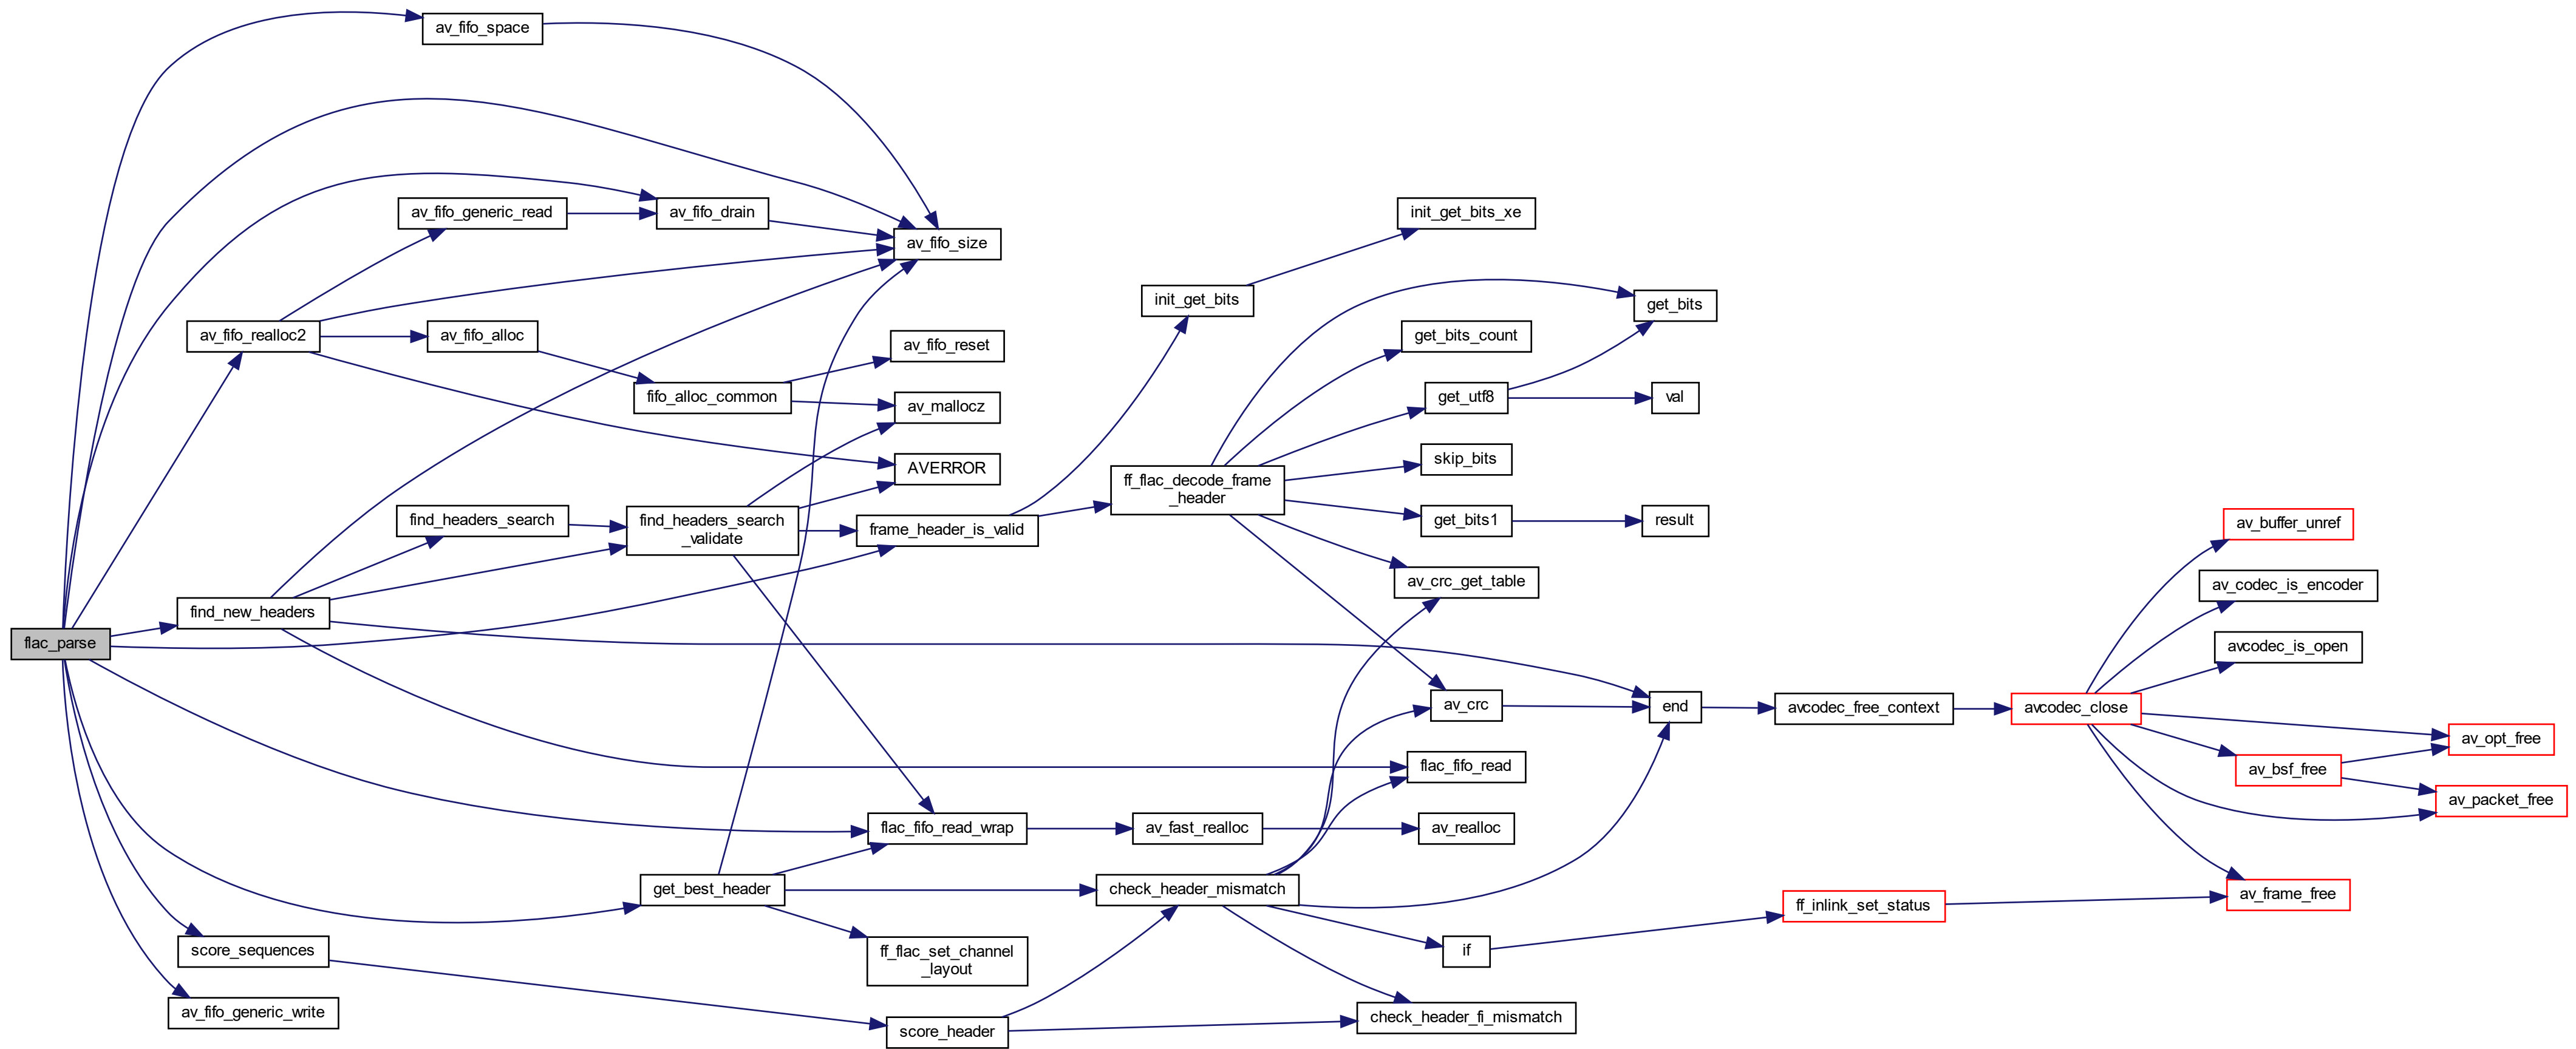 av_fifo_space
av_fifo_generic_read
av_fifo_drain
init_get_bits_xe
av_fifo_size
init_get_bits
get_bits
av_fifo_realloc2
av_fifo_alloc
get_bits_count
av_fifo_reset
fifo_alloc_common
get_utf8
val
av_mallocz
skip_bits
AVERROR
ff_flac_decode_frame
_header
find_headers_search
find_headers_search
_validate
frame_header_is_valid
get_bits1
result
av_buffer_unref
av_crc_get_table
av_codec_is_encoder
find_new_headers
flac_parse
avcodec_is_open
av_crc
end
avcodec_free_context
avcodec_close
av_opt_free
flac_fifo_read
av_bsf_free
av_packet_free
flac_fifo_read_wrap
av_fast_realloc
av_realloc
get_best_header
check_header_mismatch
av_frame_free
ff_inlink_set_status
score_sequences
if
ff_flac_set_channel
_layout
av_fifo_generic_write
check_header_fi_mismatch
score_header